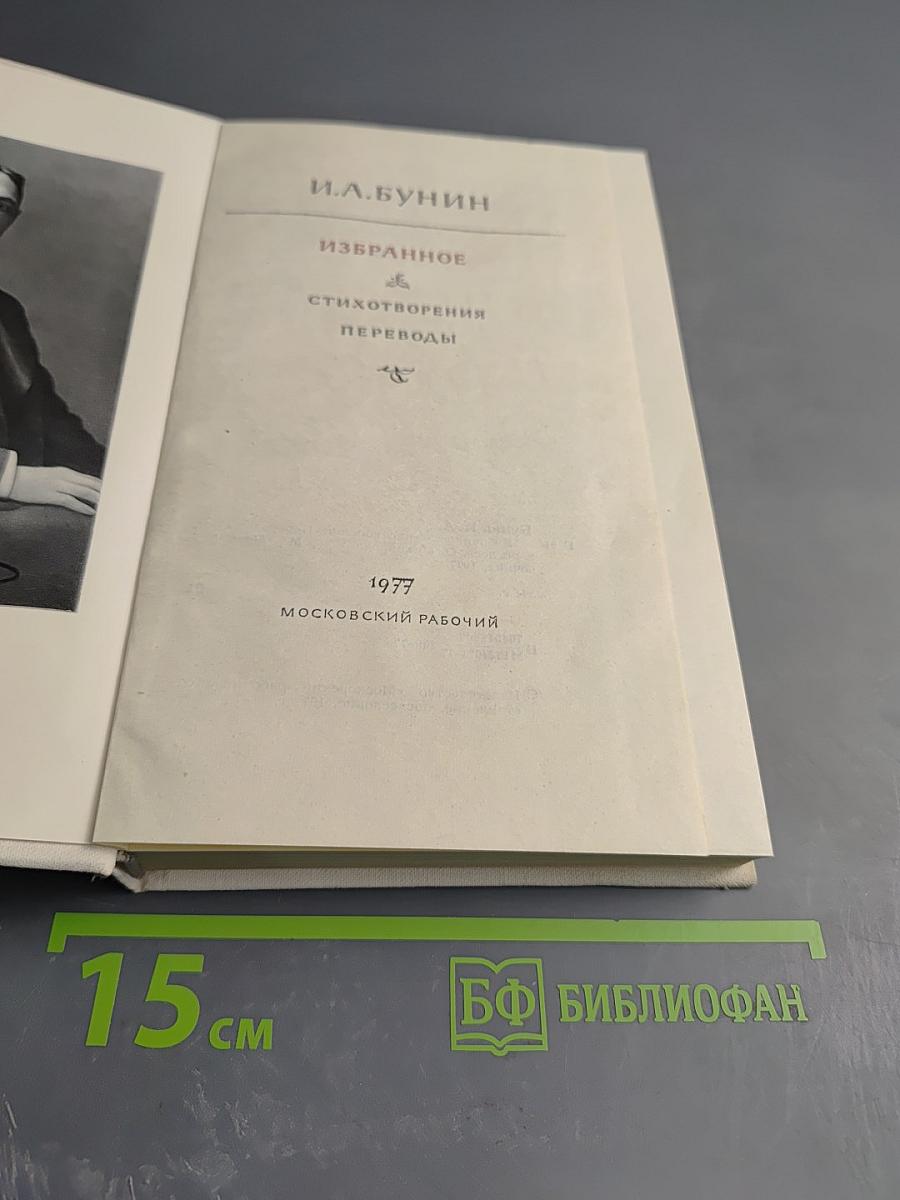 И.А.БУНИН
ИЗБРАННОЕ
СТИХОТВОРЕНИЯ
ПЕРЕВОДЫ
1977
МОСКОВСКИЙ РАБОЧИЙ
15 см
БФ БИБЛИОФАН